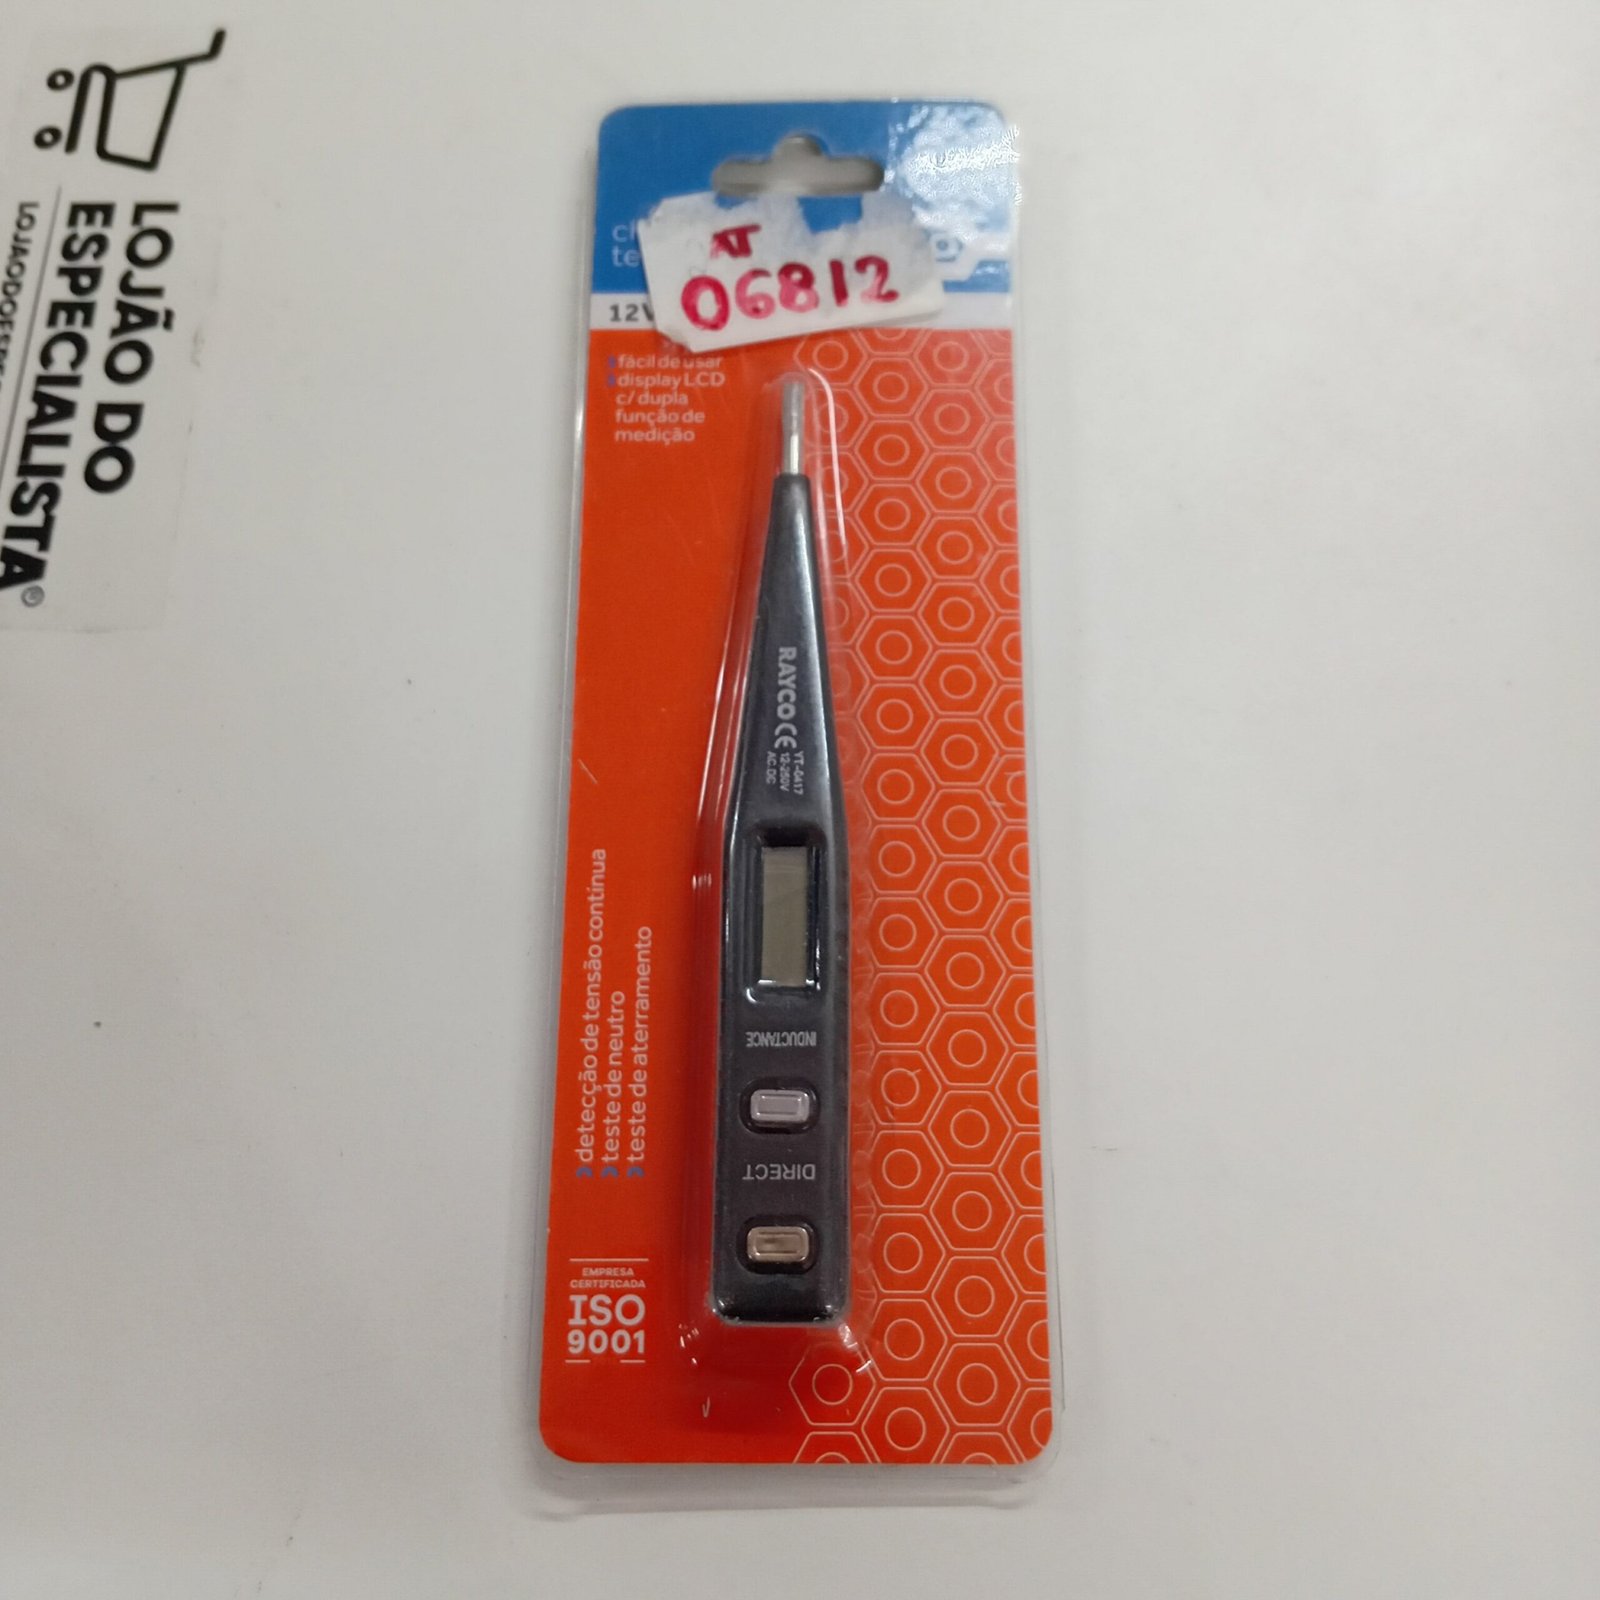 LOJÃO DO
ESPECIALISTA®
AT
06812
12V
fácil de usar
display LCD
c/ dupla
função de
medição
RAYCO CE
YT-0417
12-250V
AC.DC
INDUCTANCE
DIRECT
detecção de tensão contínua
teste de neutro
teste de aterramento
EMPRESA
CERTIFICADA
ISO
9001